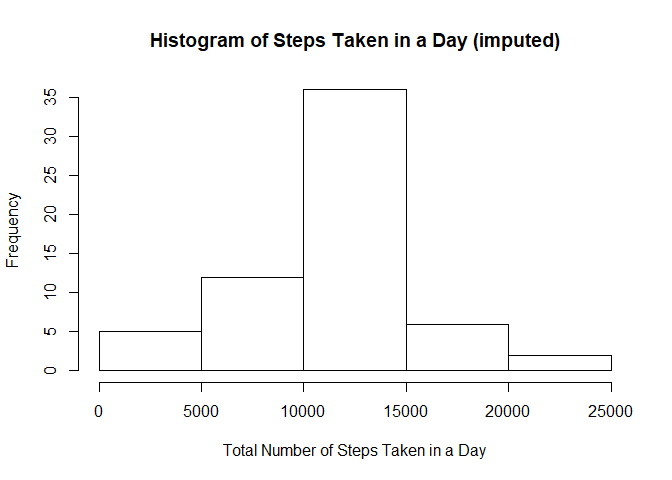 Histogram of Steps Taken in a Day (imputed)
35
30
25
20
15
10
5
0
Frequency
0 5000 10000 15000 20000 25000
Total Number of Steps Taken in a Day